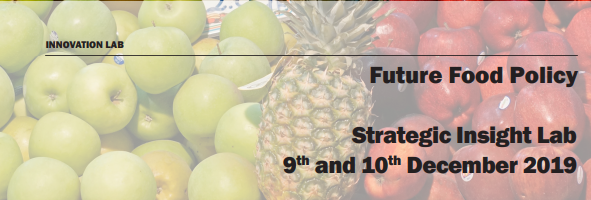 INNOVATION LAB
Future Food Policy
Strategic Insight Lab
9th and 10th December 2019